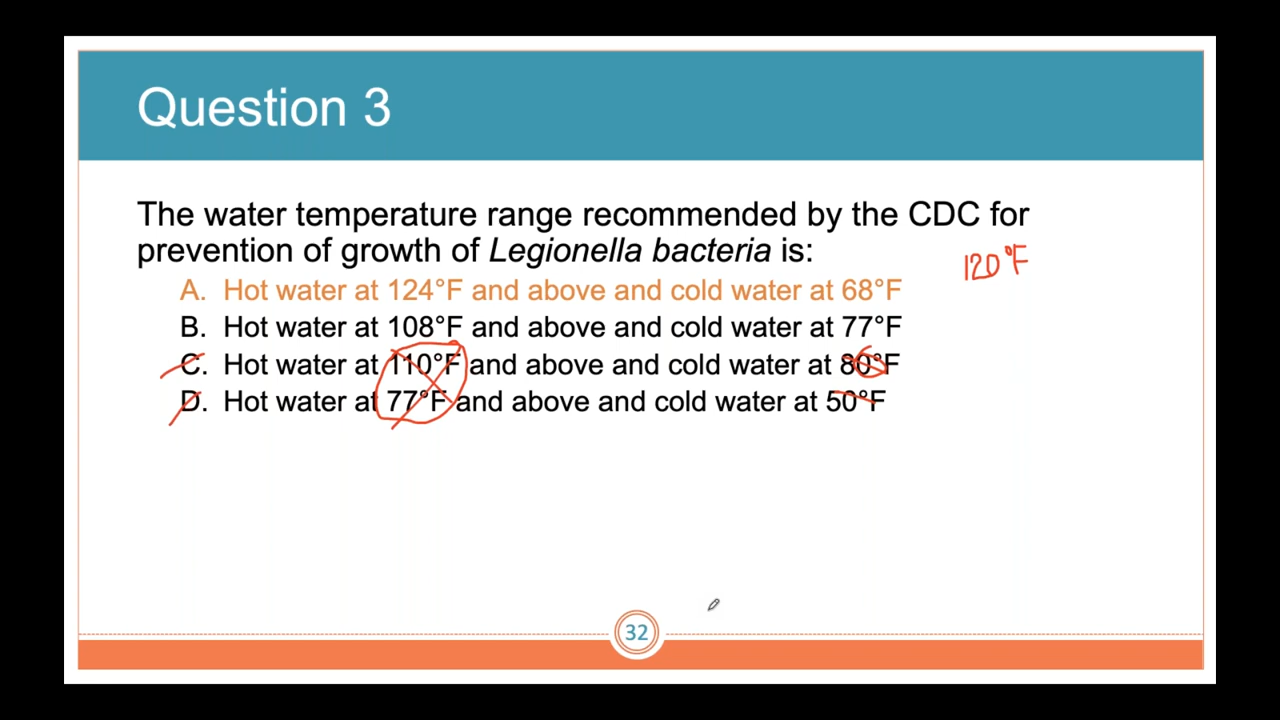 Question 3
The water temperature range recommended by the CDC for
prevention of growth of Legionella bacteria is:
120°F
A. Hot water at 124°F and above and cold water at 68°F
B. Hot water at 108°F and above and cold water at 77°F
C. Hot water at 110°F and above and cold water at 80°F
D. Hot water at 77°F and above and cold water at 50°F
32